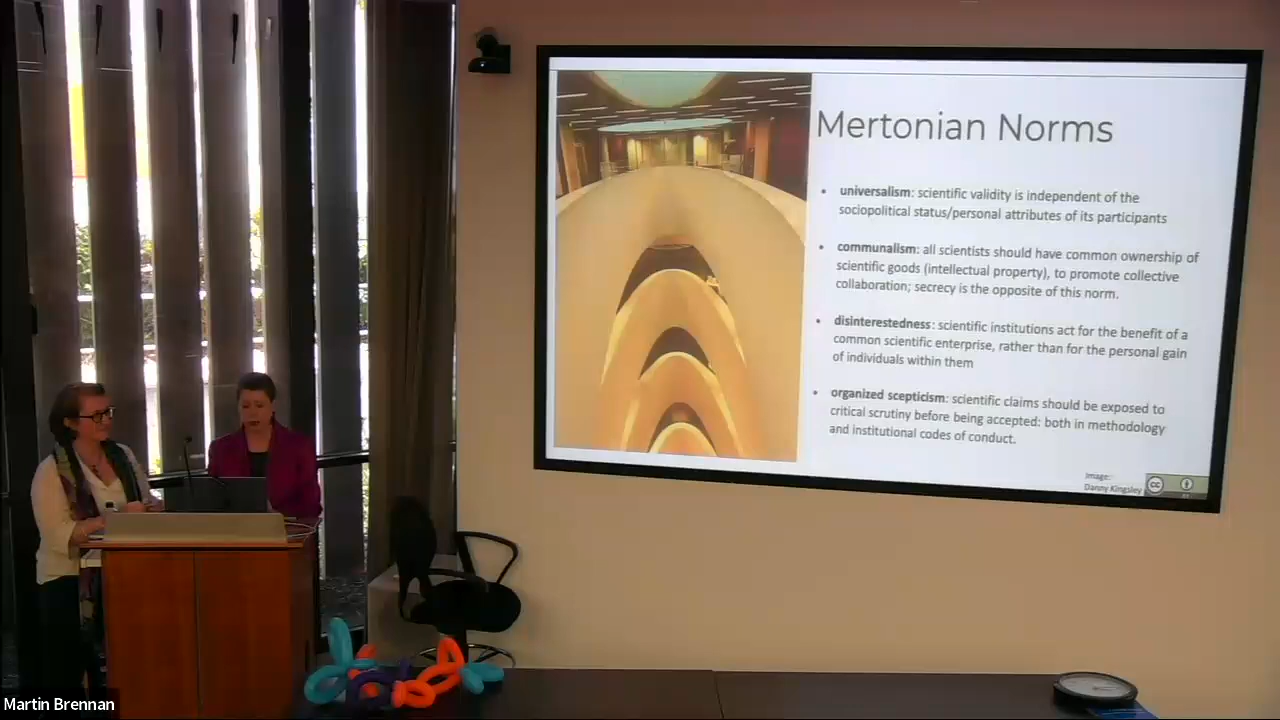 Mertonian Norms
• universalism: scientific validity is independent of the
sociopolitical status/personal attributes of its participants
• communalism: all scientists should have common ownership of
scientific goods (intellectual property), to promote collective
collaboration; secrecy is the opposite of this norm.
• disinterestedness: scientific institutions act for the benefit of a
common scientific enterprise, rather than for the personal gain
of individuals within them
• organized scepticism: scientific claims should be exposed to
critical scrutiny before being accepted: both in methodology
and institutional codes of conduct.
Image:
Danny Kingsley
cc
Martin Brennan